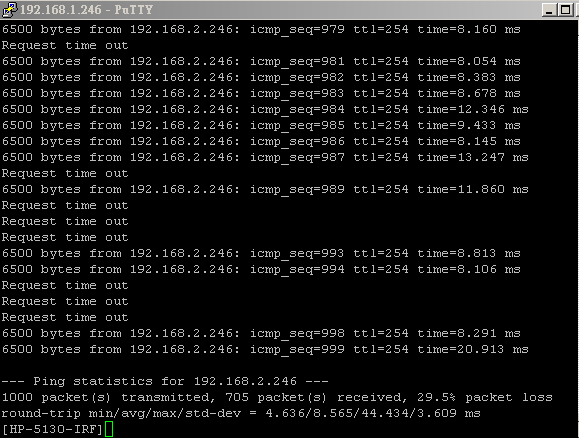 192.168.1.246 - PuTTY
6500 bytes from 192.168.2.246: icmp_seq=979 ttl=254 time=8.160 ms
Request time out
6500 bytes from 192.168.2.246: icmp_seq=981 ttl=254 time=8.054 ms
6500 bytes from 192.168.2.246: icmp_seq=982 ttl=254 time=8.383 ms
6500 bytes from 192.168.2.246: icmp_seq=983 ttl=254 time=8.678 ms
6500 bytes from 192.168.2.246: icmp_seq=984 ttl=254 time=12.346 ms
6500 bytes from 192.168.2.246: icmp_seq=985 ttl=254 time=9.433 ms
6500 bytes from 192.168.2.246: icmp_seq=986 ttl=254 time=8.145 ms
6500 bytes from 192.168.2.246: icmp_seq=987 ttl=254 time=13.247 ms
Request time out
6500 bytes from 192.168.2.246: icmp_seq=989 ttl=254 time=11.860 ms
Request time out
Request time out
Request time out
6500 bytes from 192.168.2.246: icmp_seq=993 ttl=254 time=8.813 ms
6500 bytes from 192.168.2.246: icmp_seq=994 ttl=254 time=8.106 ms
Request time out
Request time out
Request time out
6500 bytes from 192.168.2.246: icmp_seq=998 ttl=254 time=8.291 ms
6500 bytes from 192.168.2.246: icmp_seq=999 ttl=254 time=20.913 ms
--- Ping statistics for 192.168.2.246 ---
1000 packet(s) transmitted, 705 packet(s) received, 29.5% packet loss
round-trip min/avg/max/std-dev = 4.636/8.565/44.434/3.609 ms
[HP-5130-IRF]